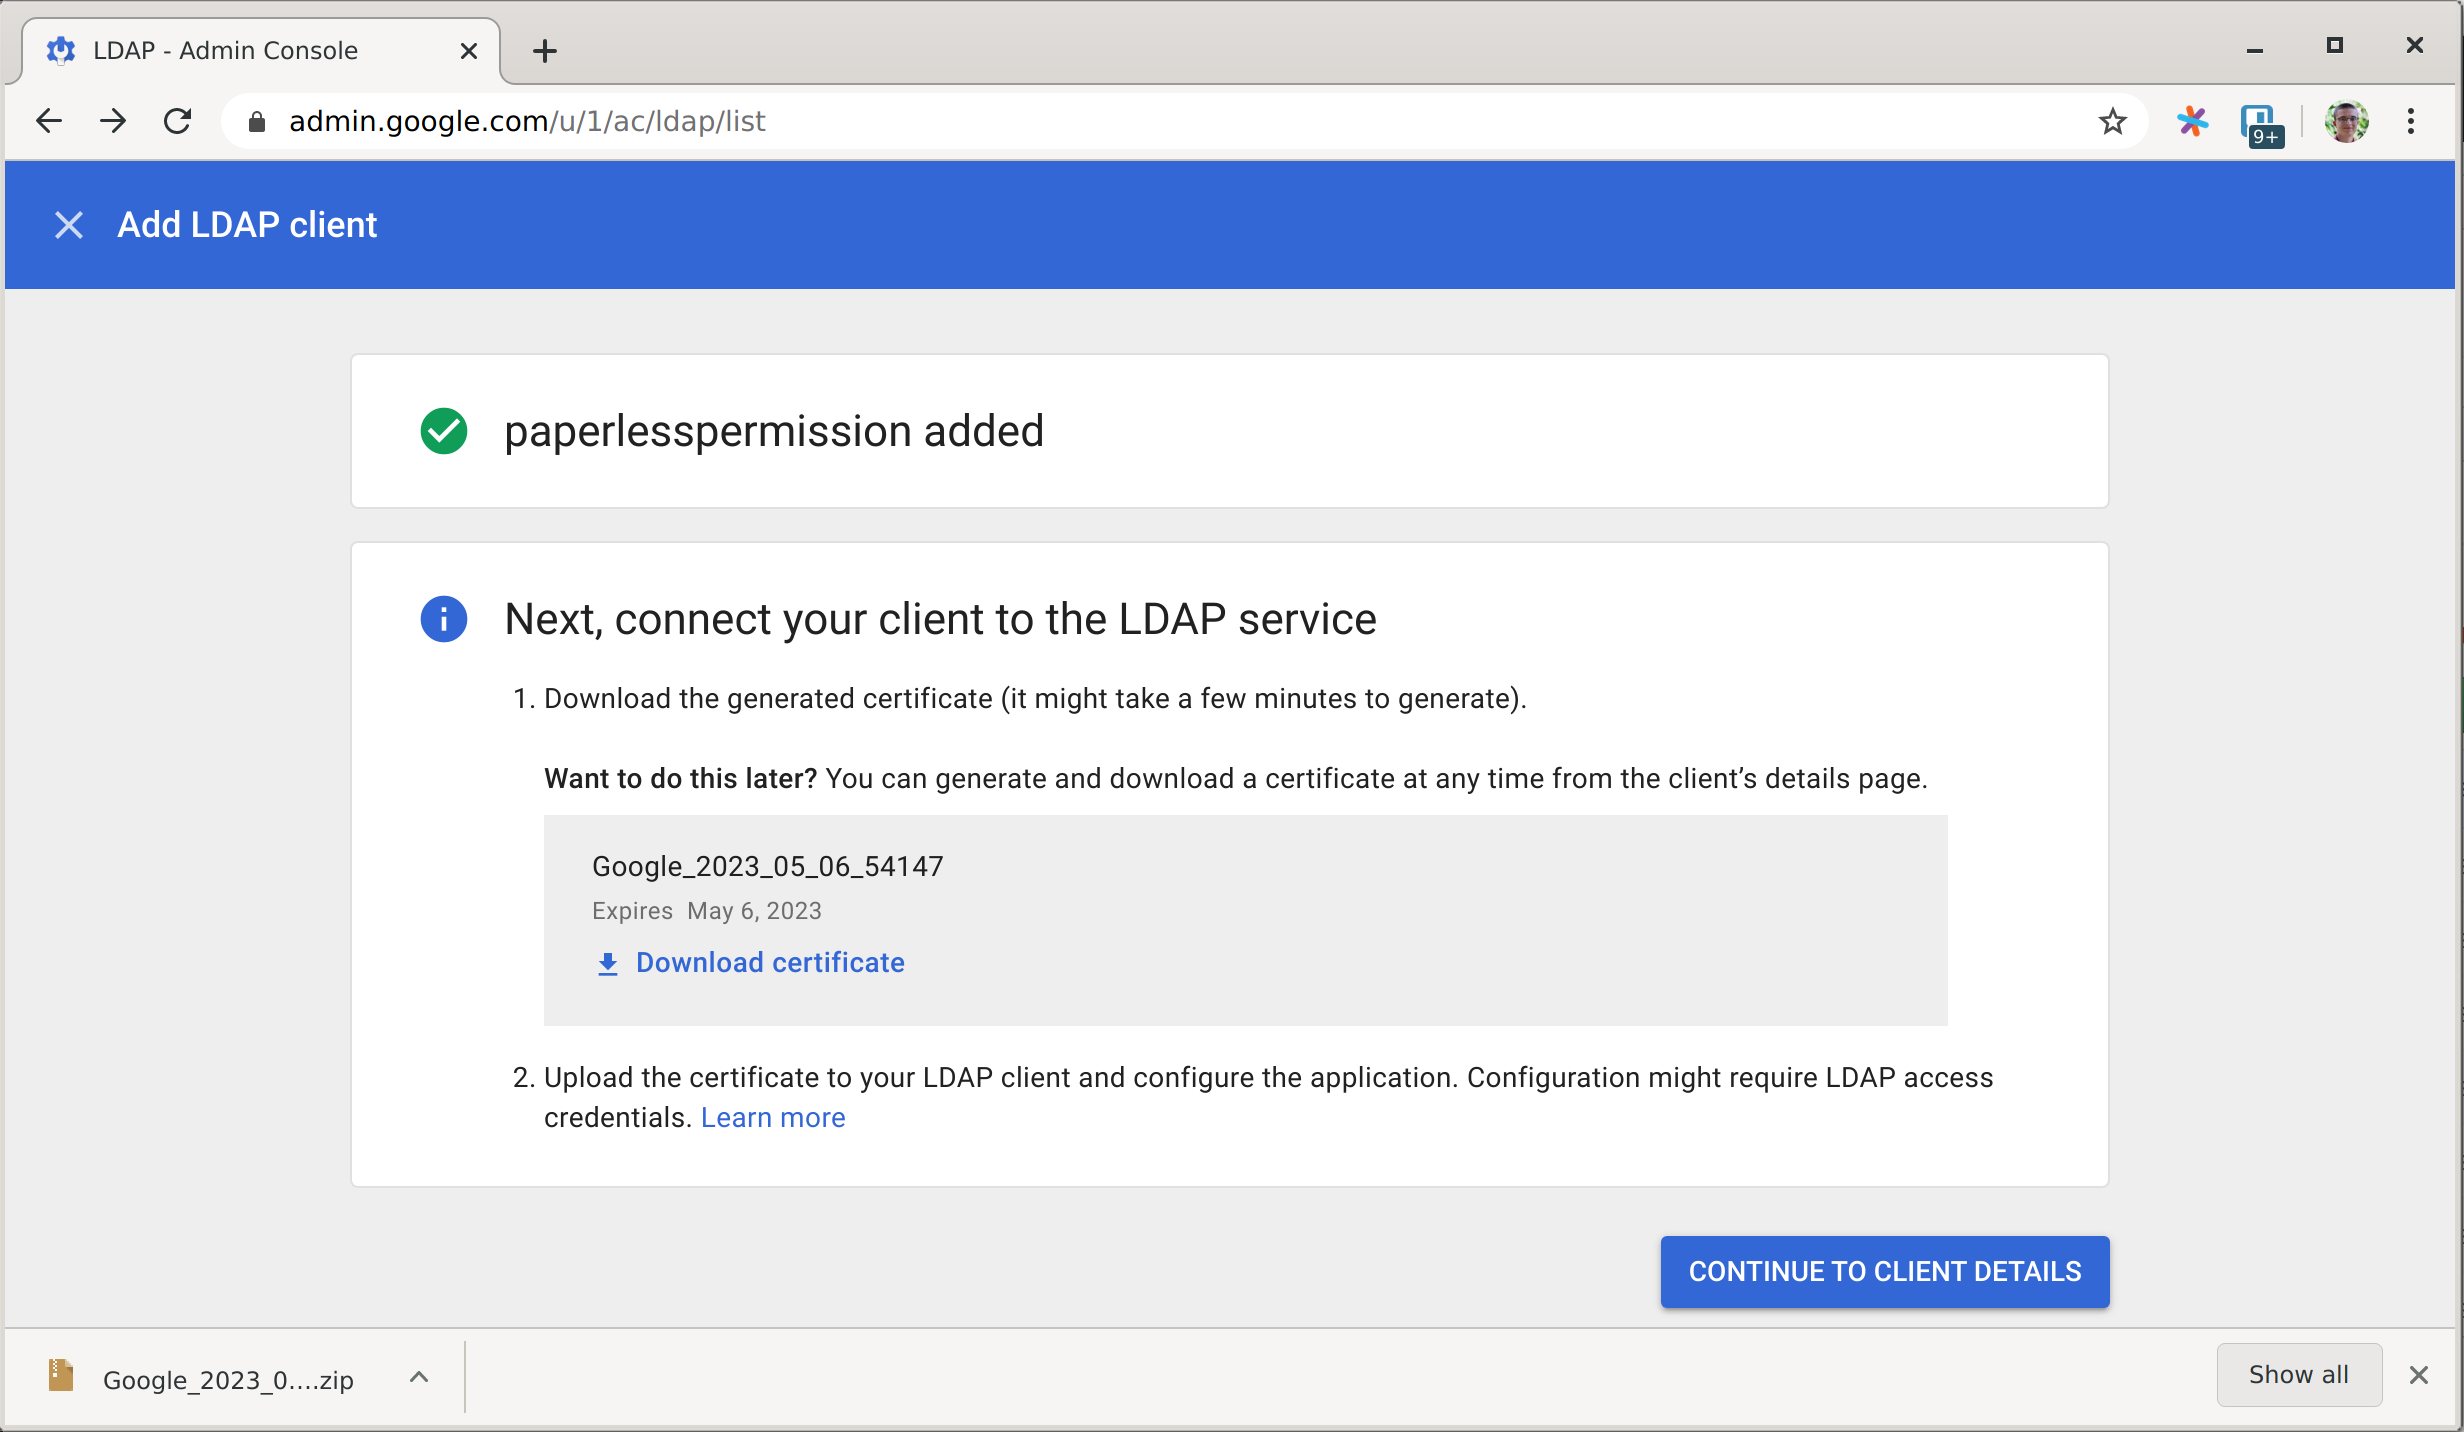 LDAP - Admin Console
admin.google.com/u/1/ac/ldap/list
9+
Add LDAP client
paperlesspermission added
Next, connect your client to the LDAP service
1. Download the generated certificate (it might take a few minutes to generate).
Want to do this later? You can generate and download a certificate at any time from the client’s details page.
Google_2023_05_06_54147
Expires May 6, 2023
Download certificate
2. Upload the certificate to your LDAP client and configure the application. Configuration might require LDAP access
credentials. Learn more
CONTINUE TO CLIENT DETAILS
Google_2023_0....zip
Show all